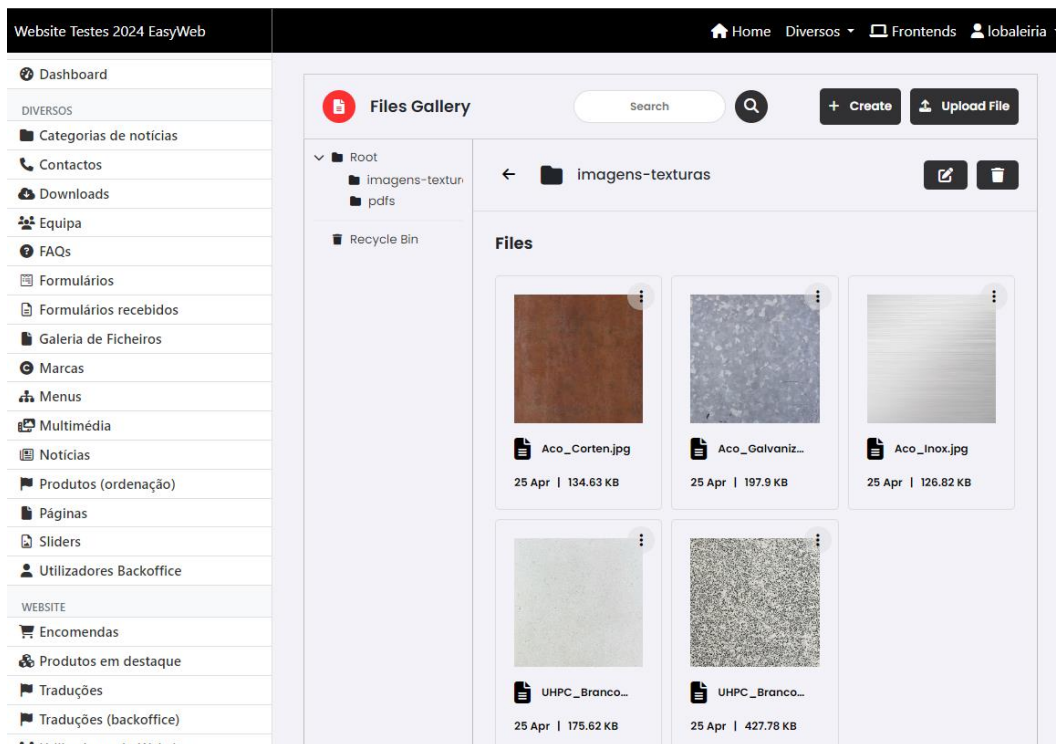 Website Testes 2024 EasyWeb
Home Diversos Frontends lobaleiria
Dashboard
DIVERSOS
Categorias de notícias
Contactos
Downloads
Equipa
FAQs
Formulários
Formulários recebidos
Galeria de Ficheiros
Marcas
Menus
Multimédia
Notícias
Produtos (ordenação)
Páginas
Sliders
Utilizadores Backoffice
WEBSITE
Encomendas
Produtos em destaque
Traduções
Traduções (backoffice)
Files Gallery
Search
+ Create
Upload File
Root
imagens-textur
pdfs
Recycle Bin
imagens-texturas
Files
Aco_Corten.jpg
25 Apr | 134.63 KB
Aco_Galvaniz...
25 Apr | 197.9 KB
Aco_Inox.jpg
25 Apr | 126.82 KB
UHPC_Branco...
25 Apr | 175.62 KB
UHPC_Branco...
25 Apr | 427.78 KB